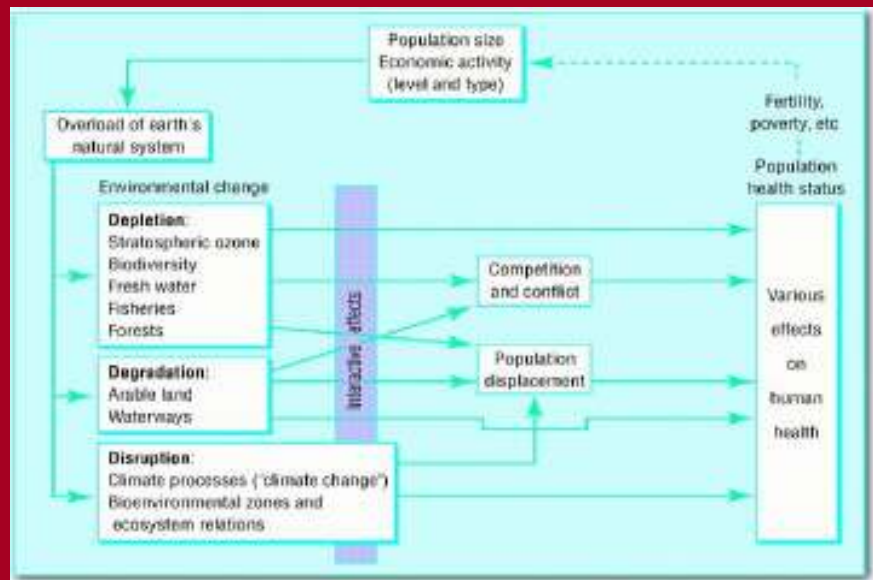 Population size
Economic activity
(level and type)
Fertility,
poverty, etc
Overload of earth's
natural system
Population
health status
Environmental change
Depletion:
Stratospheric ozone
Biodiversity
Fresh water
Fisheries
Forests
Degradation:
Arable land
Waterways
Disruption:
Climate processes ("climate change")
Bioenvironmental zones and
ecosystem relations
Interactive effects
Competition
and conflict
Population
displacement
Various
effects
on
human
health